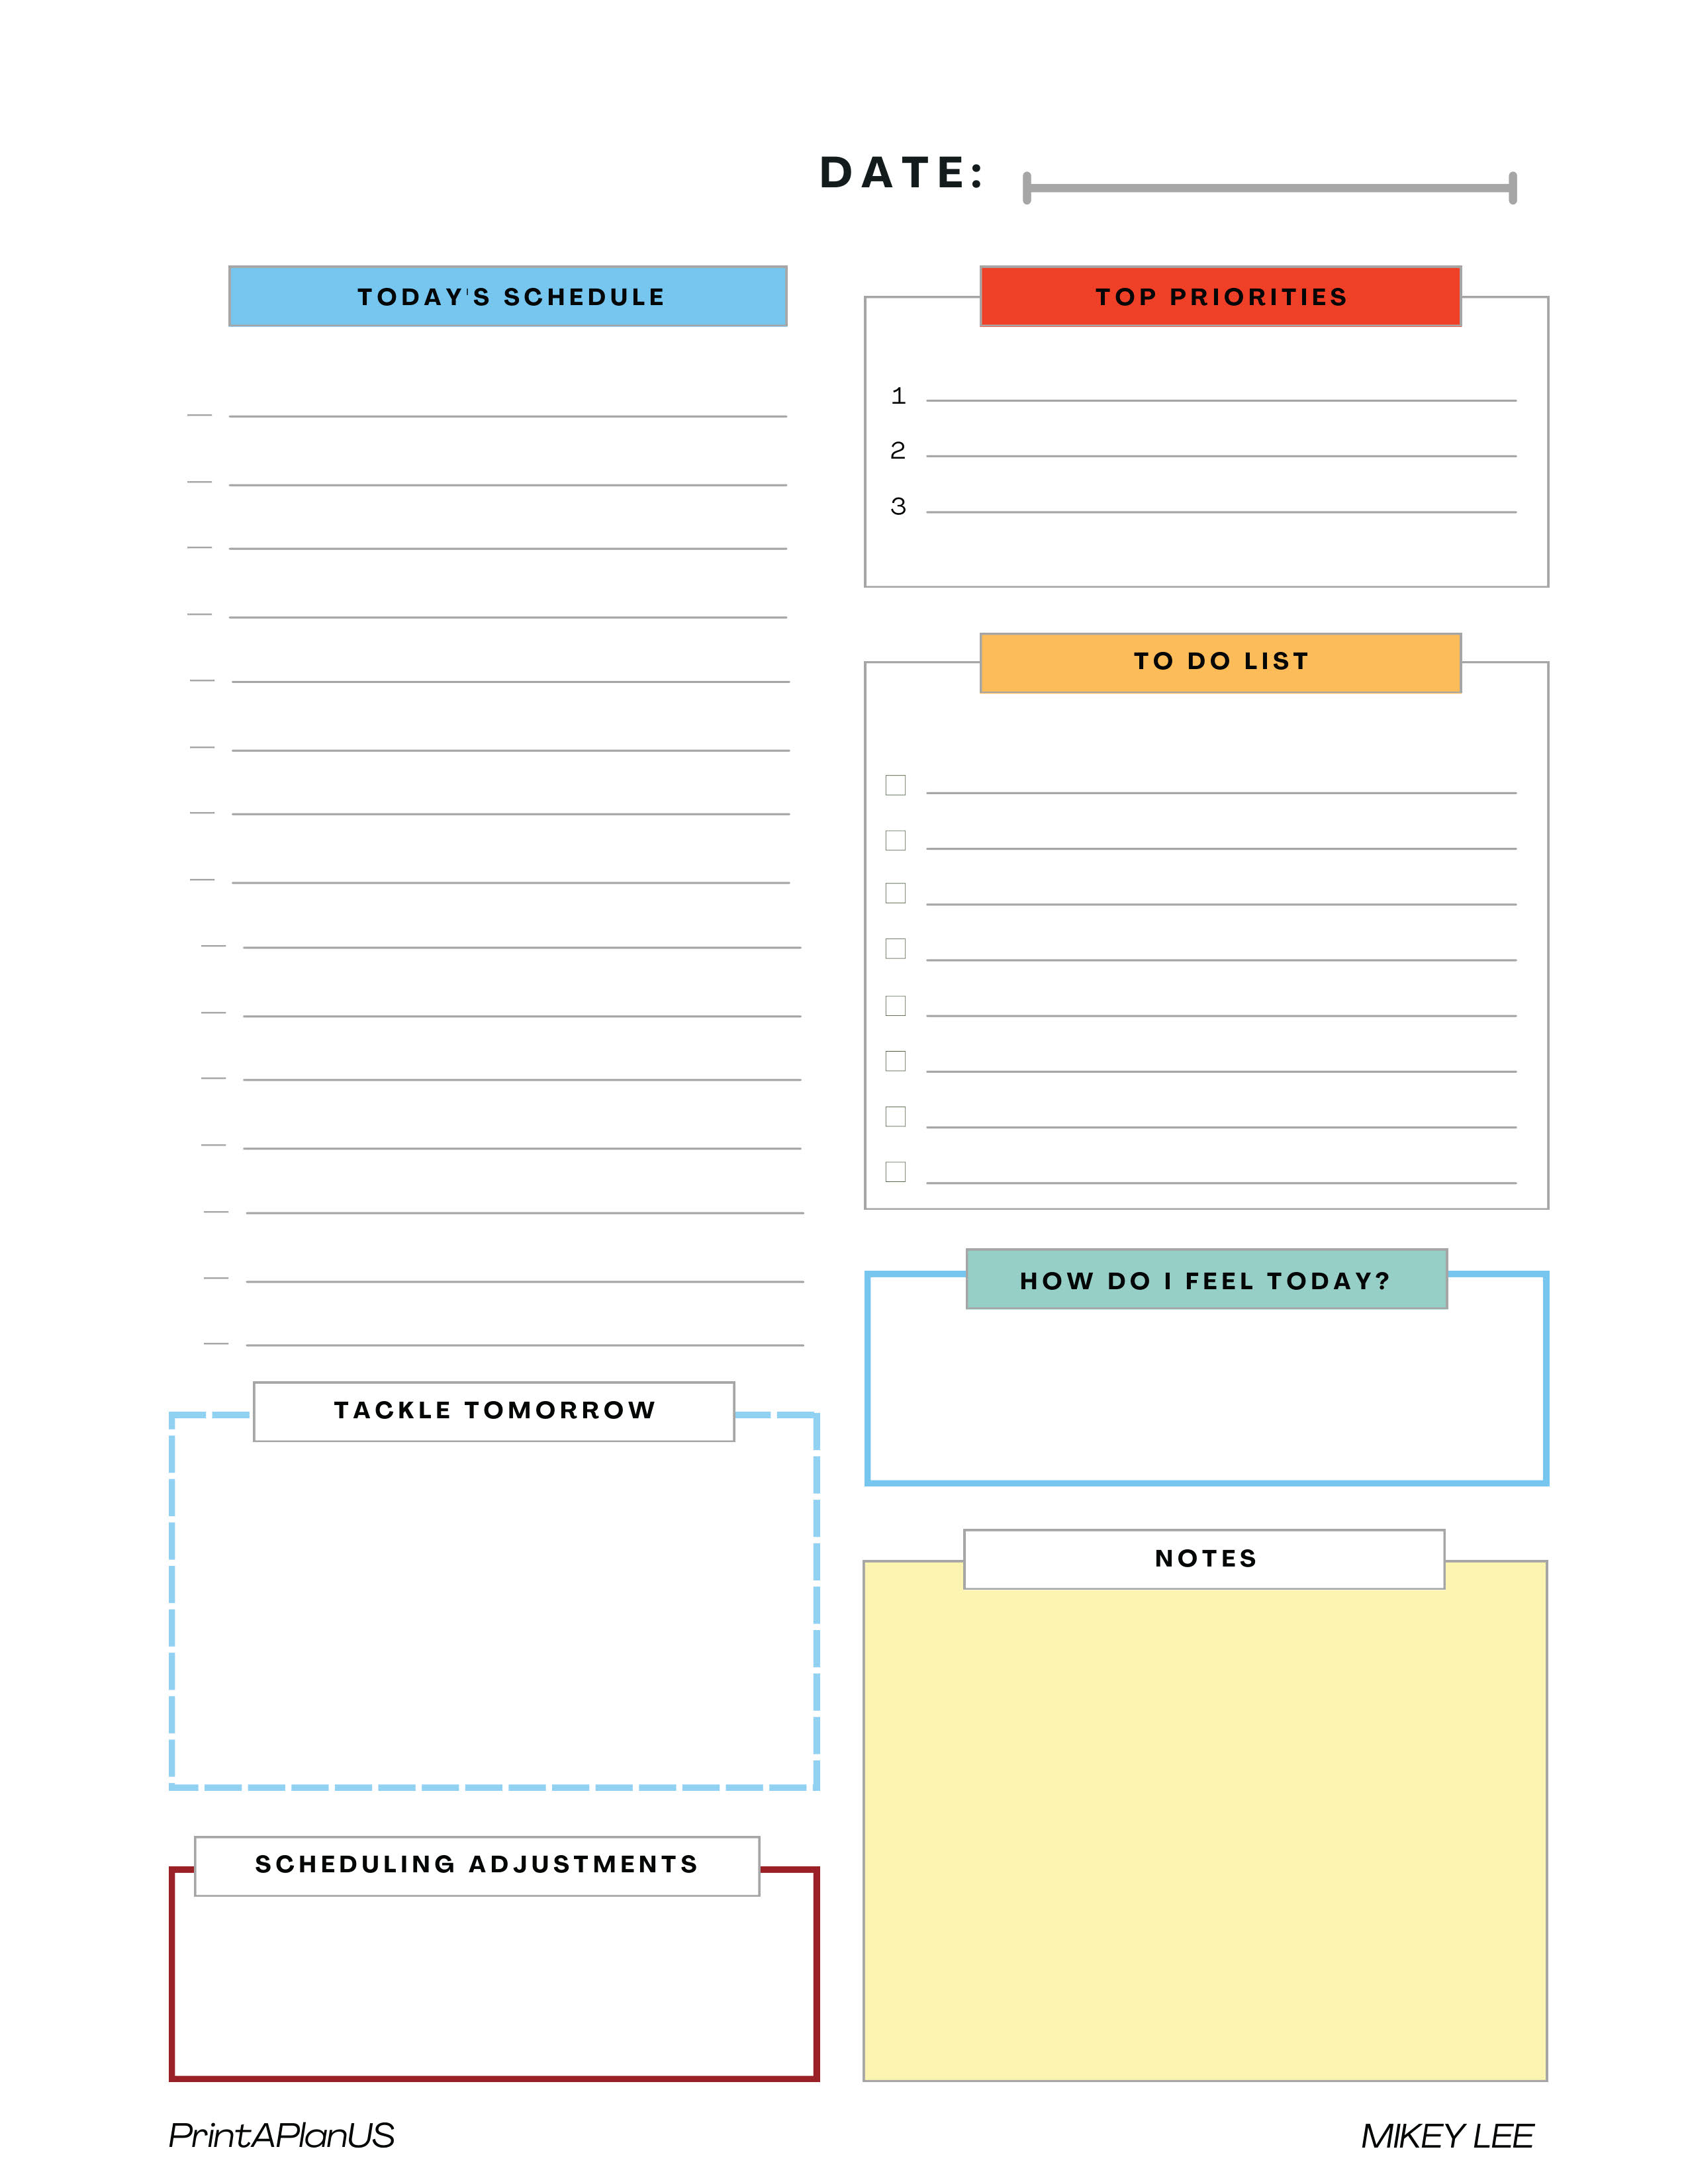 DATE:
TODAY'S SCHEDULE
TOP PRIORITIES
1
2
3
TO DO LIST
HOW DO I FEEL TODAY?
TACKLE TOMORROW
NOTES
SCHEDULING ADJUSTMENTS
PrintAPlanUS
MIKEY LEE